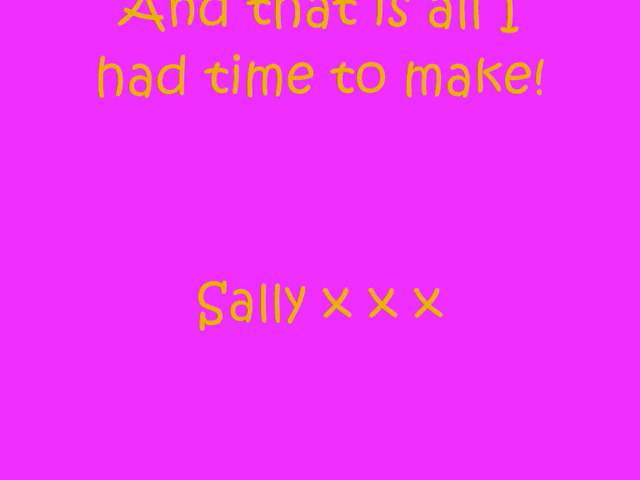 And that is all I
had time to make!
Sally x x x